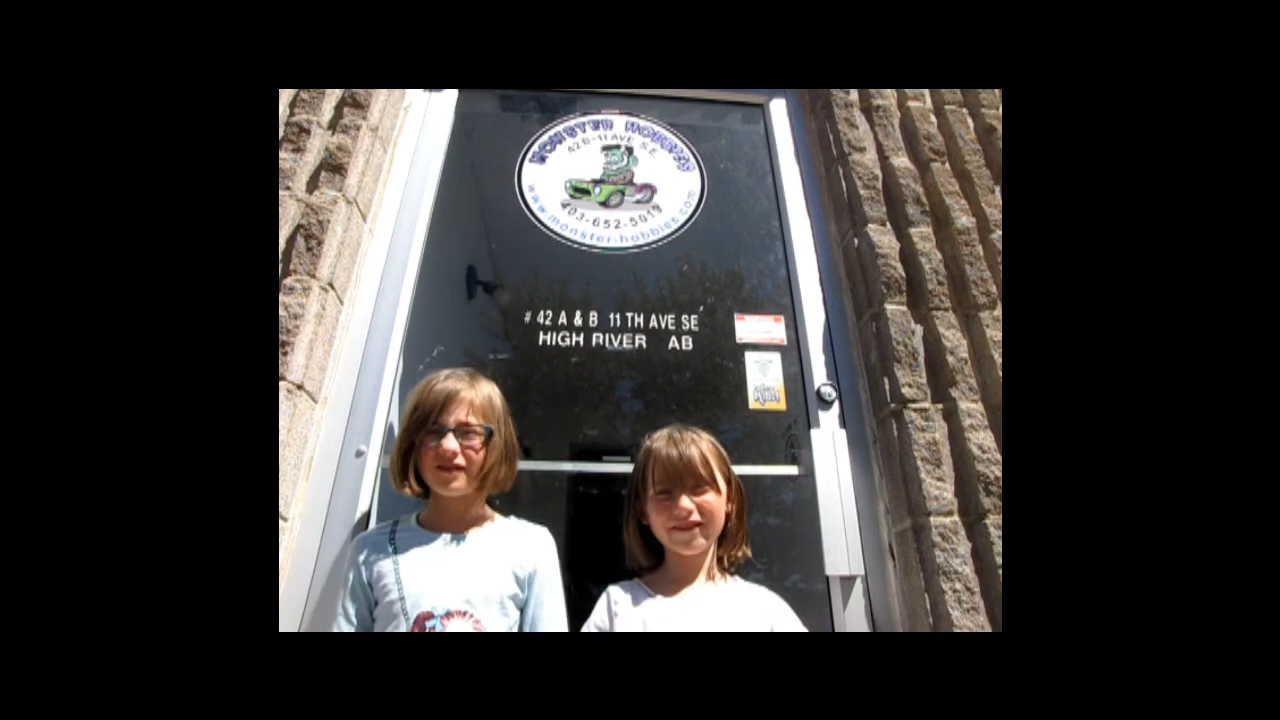 MONSTER HOBBIES
42 B-11 AVE S.E.
403-652-5019
www.monster-hobbies.com
# 42 A & B 11 TH AVE SE
HIGH RIVER AB